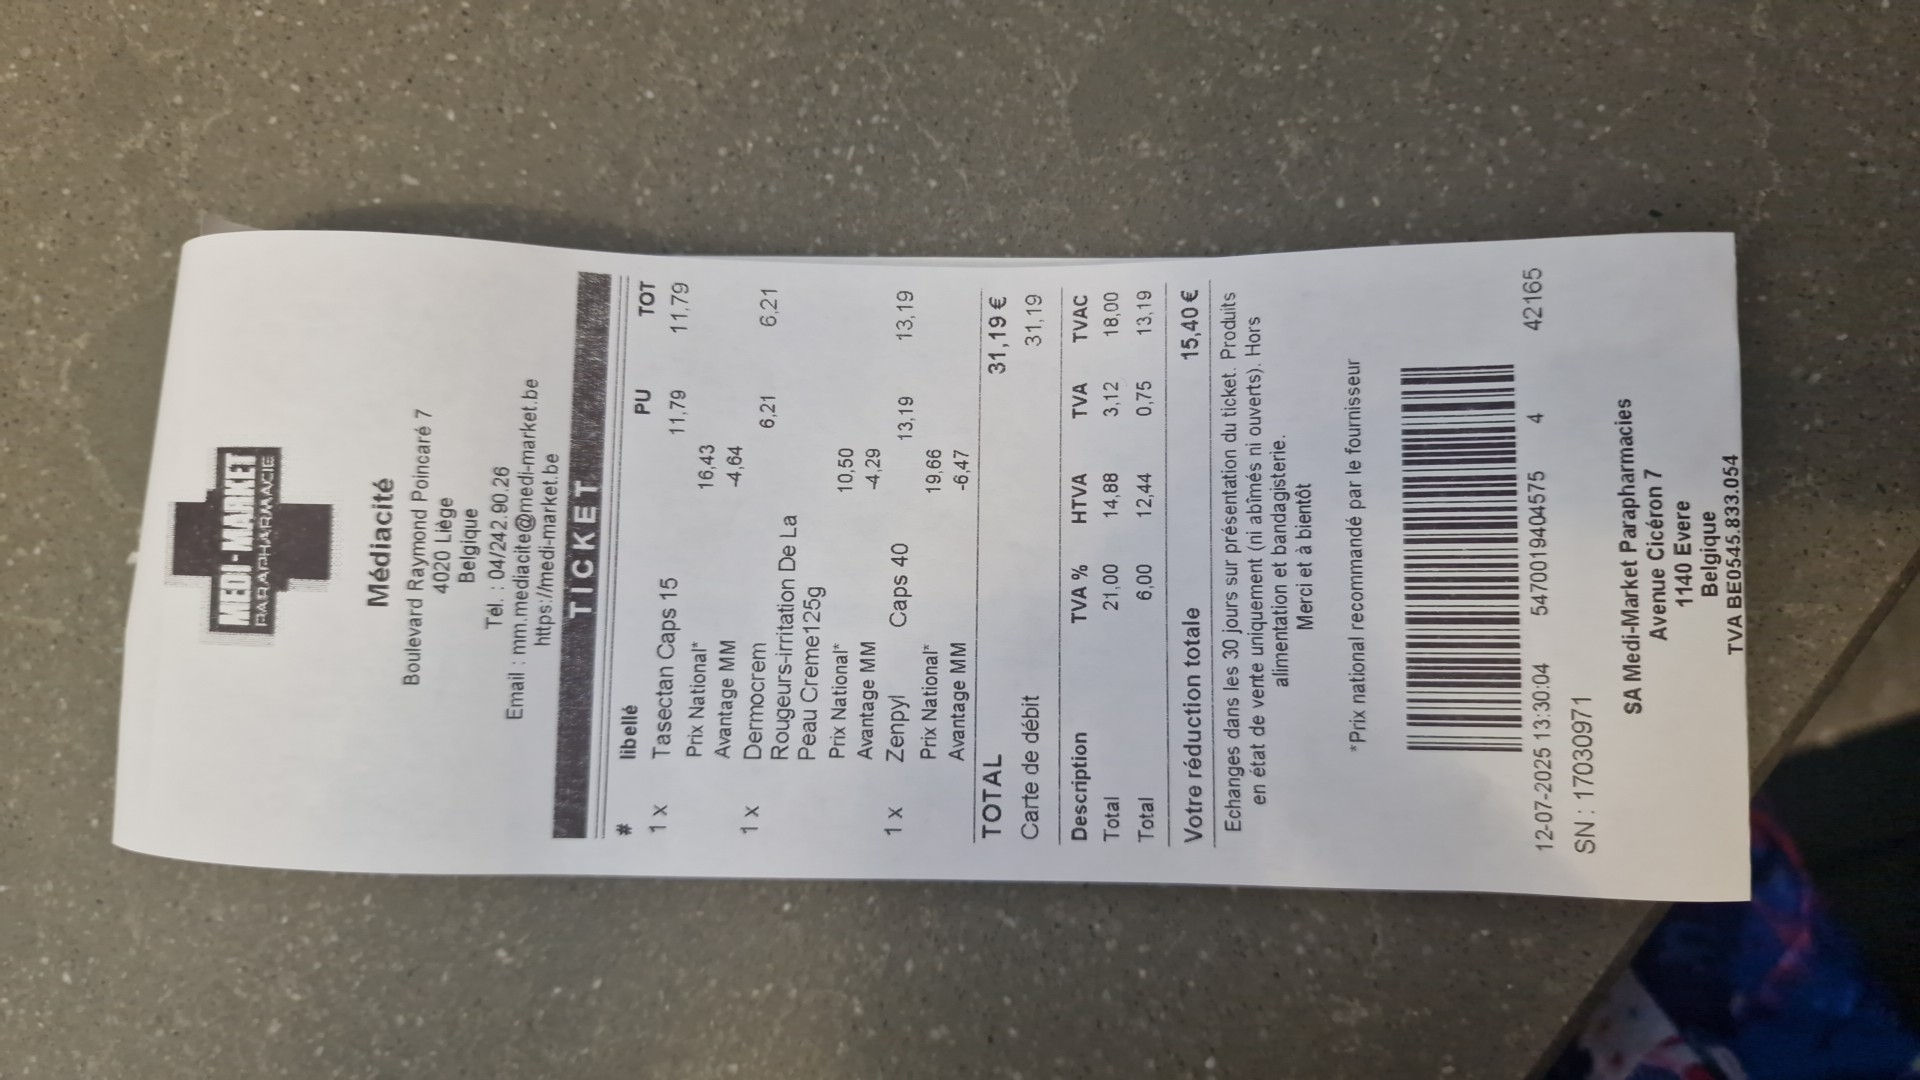 MEDI-MARKET
PARAPHARMACIE
Médiacité
Boulevard Raymond Poincaré 7
4020 Liège
Belgique
Tél. : 04/242.90.26
Email : mm.mediacite@medi-market.be
https://medi-market.be
TICKET
# libellé PU TOT
1 x Tasectan Caps 15 11,79 11,79
Prix National* 16,43
Avantage MM -4,64
1 x Dermocrem 6,21 6,21
Rougeurs-irritation De La
Peau Creme125g
Prix National* 10,50
Avantage MM -4,29
1 x Zenpyl Caps 40 13,19 13,19
Prix National* 19,66
Avantage MM -6,47
TOTAL 31,19 €
Carte de débit 31,19
Description TVA % HTVA TVA TVAC
Total 21,00 14,88 3,12 18,00
Total 6,00 12,44 0,75 13,19
Votre réduction totale 15,40 €
Echanges dans les 30 jours sur présentation du ticket. Produits
en état de vente uniquement (ni abîmés ni ouverts). Hors
alimentation et bandagisterie.
Merci et à bientôt
*Prix national recommandé par le fournisseur
12-07-2025 13:30:04 5470019404575 4 42165
SN : 17030971
SA Medi-Market Parapharmacies
Avenue Cicéron 7
1140 Evere
Belgique
TVA BE0545.833.054